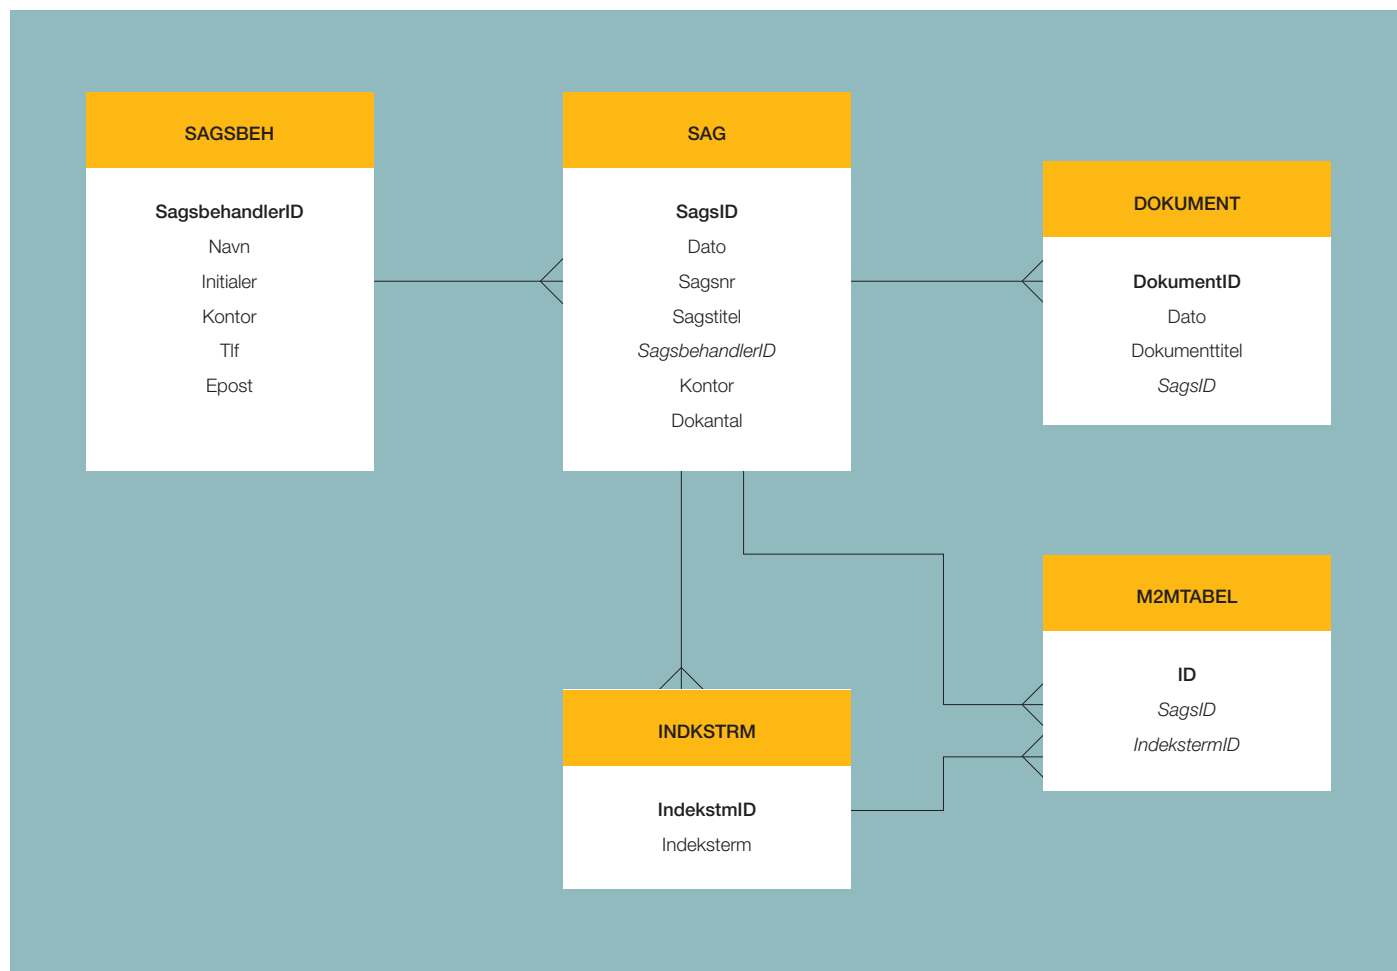 SAGSBEH
SagsbehandlerID
Navn
Initialer
Kontor
Tlf
Epost
SAG
SagsID
Dato
Sagsnr
Sagstitel
SagsbehandlerID
Kontor
Dokantal
DOKUMENT
DokumentID
Dato
Dokumenttitel
SagsID
INDKSTRM
IndekstmID
Indeksterm
M2MTABEL
ID
SagsID
IndekstermID